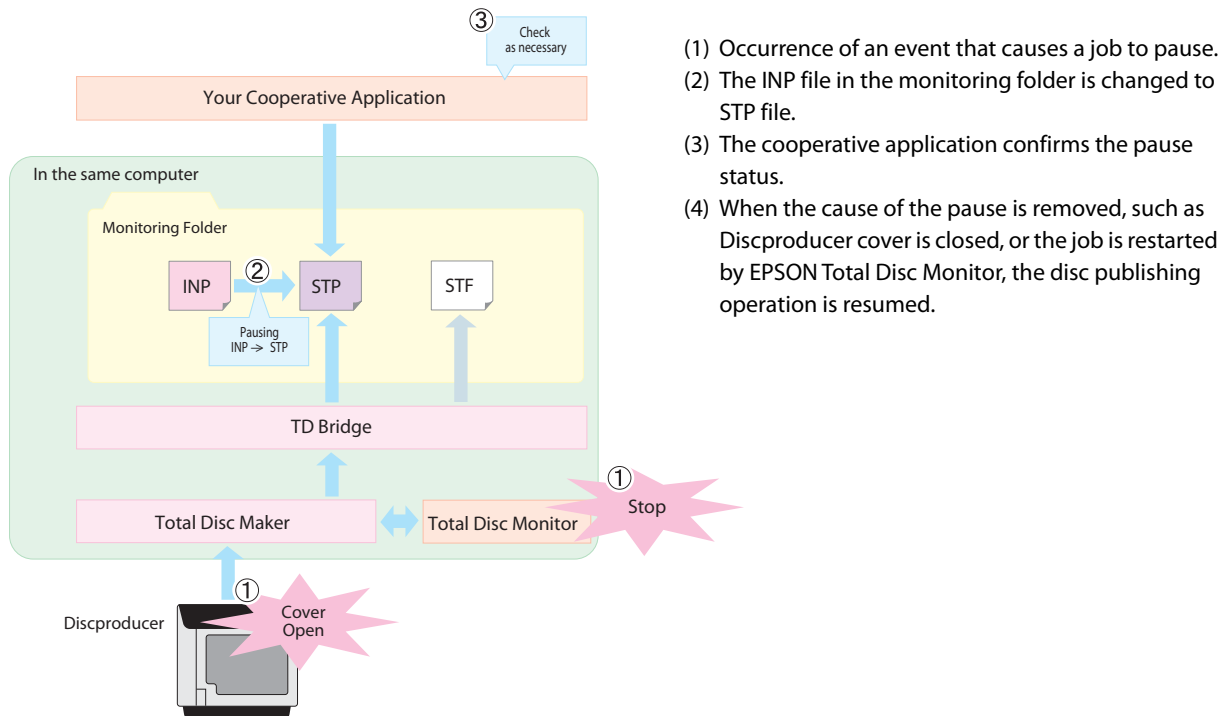 ③
Check
as necessary
Your Cooperative Application
In the same computer
Monitoring Folder
INP
②
STP
STF
Pausing
INP → STP
TD Bridge
①
Stop
Total Disc Maker
Total Disc Monitor
①
Cover
Open
Discproducer
(1) Occurrence of an event that causes a job to pause.
(2) The INP file in the monitoring folder is changed to
STP file.
(3) The cooperative application confirms the pause
status.
(4) When the cause of the pause is removed, such as
Discproducer cover is closed, or the job is restarted
by EPSON Total Disc Monitor, the disc publishing
operation is resumed.